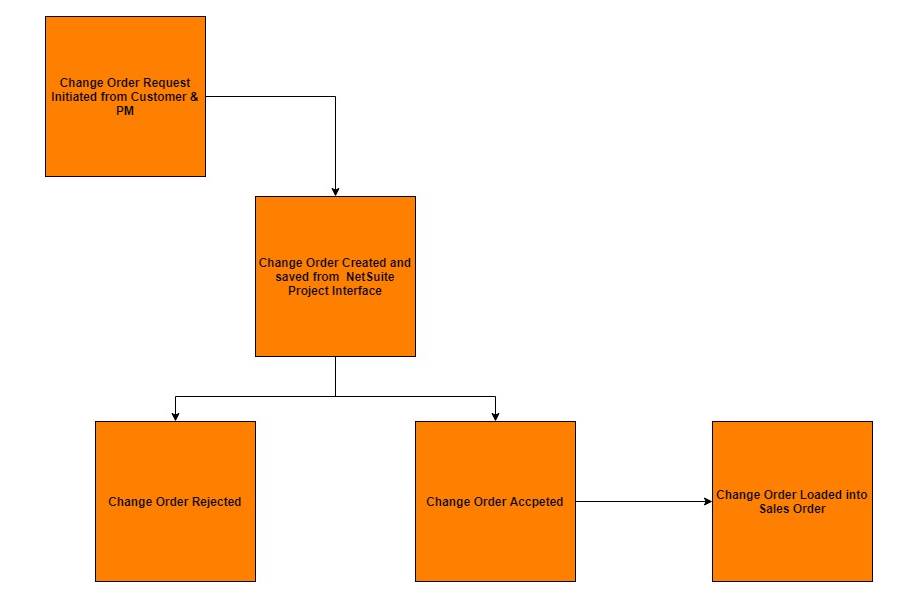 Change Order Request
Initiated from Customer &
PM
Change Order Created and
saved from  NetSuite
Project Interface
Change Order Rejected
Change Order Accpeted
Change Order Loaded into
Sales Order